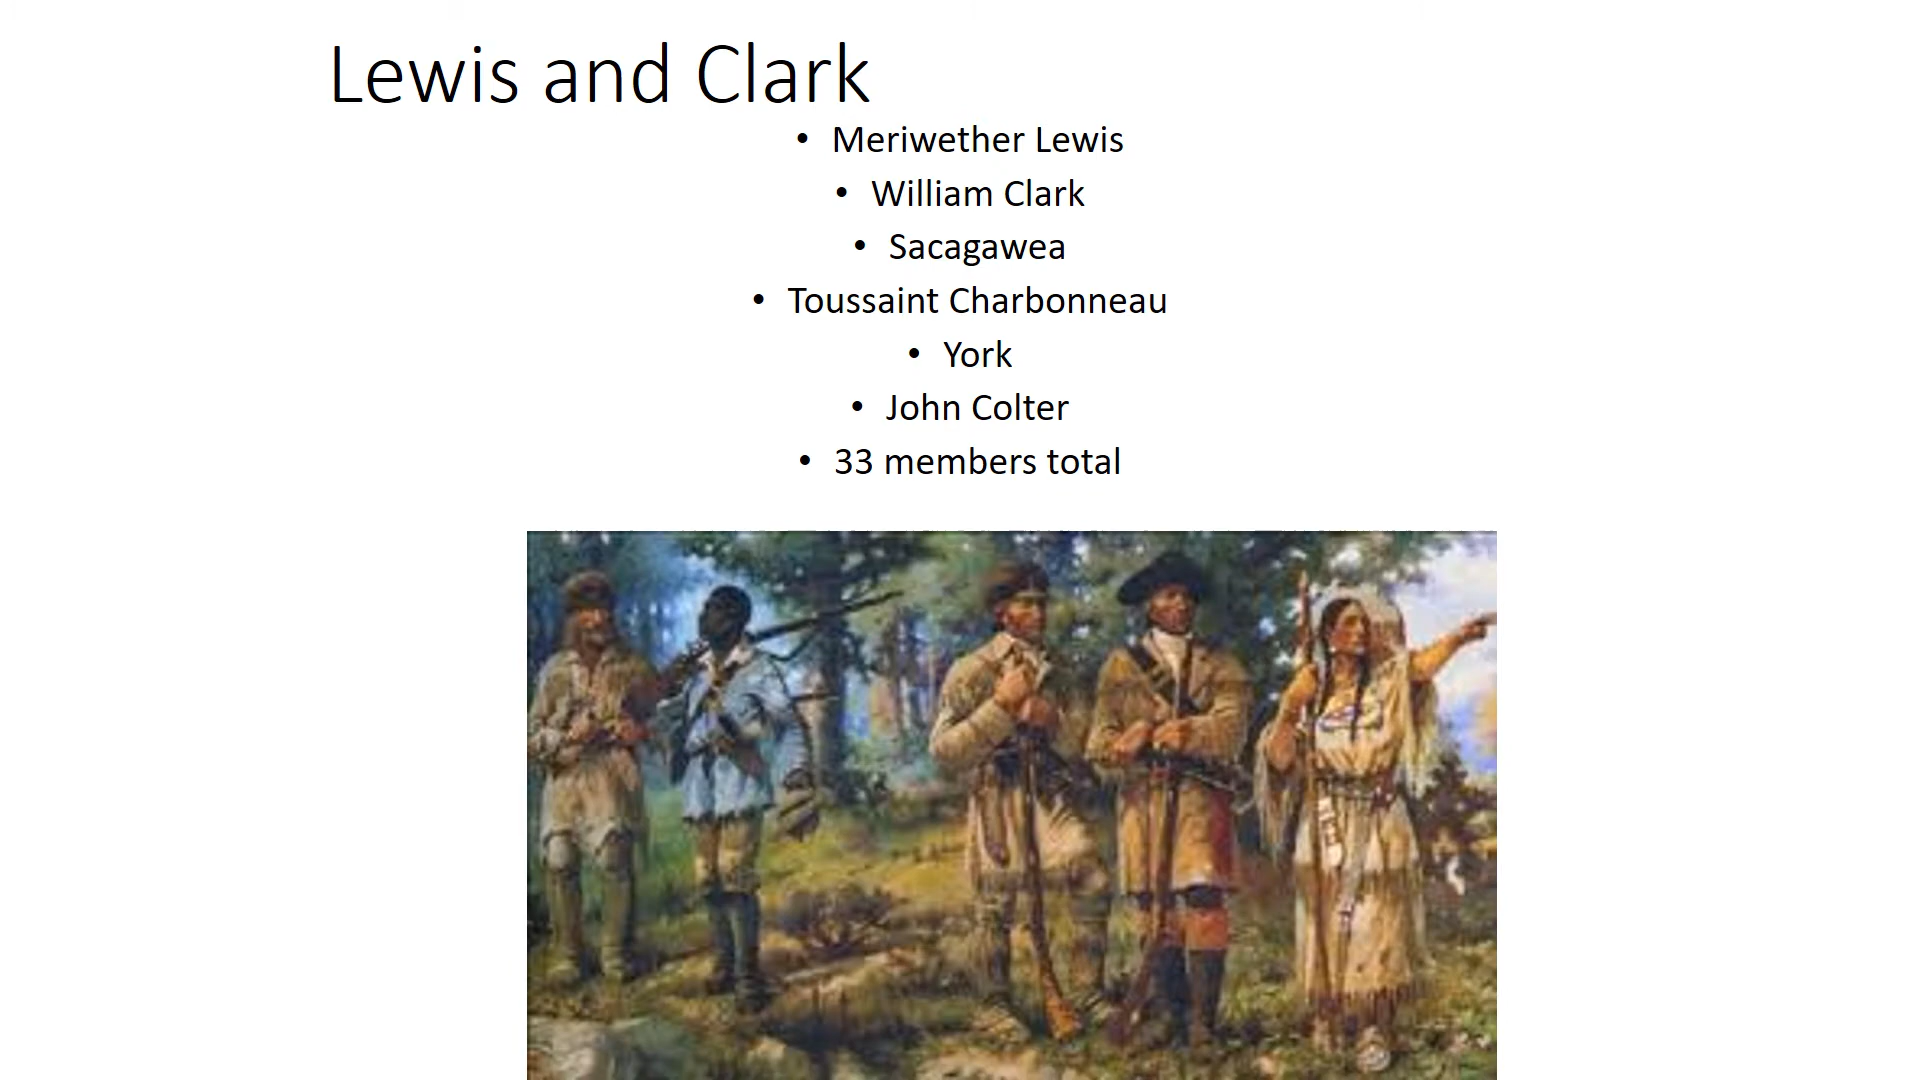 Lewis and Clark
• Meriwether Lewis
• William Clark
• Sacagawea
• Toussaint Charbonneau
• York
• John Colter
• 33 members total